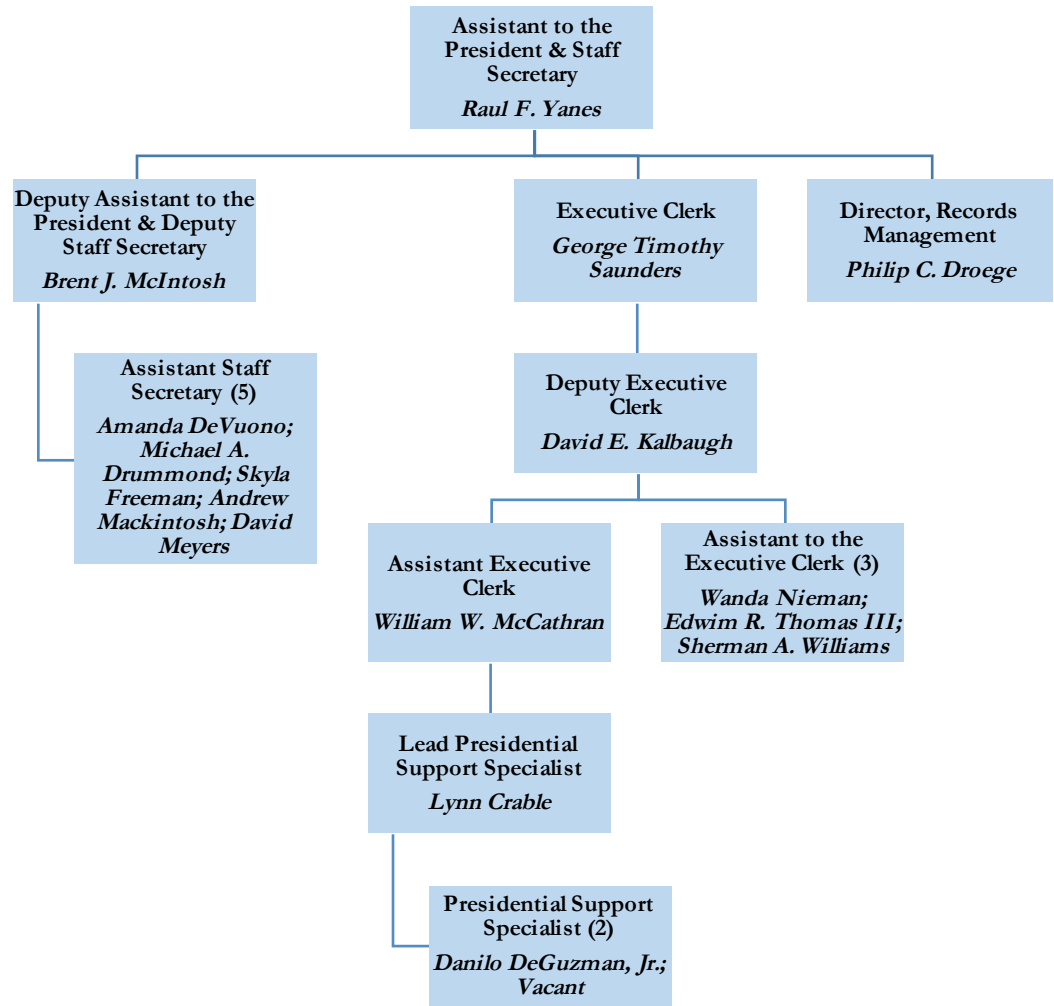 Assistant to the
President & Staff
Secretary
Raul F. Yanes
Deputy Assistant to the
President & Deputy
Staff Secretary
Brent J. McIntosh
Executive Clerk
George Timothy
Saunders
Director, Records
Management
Philip C. Droege
Assistant Staff
Secretary (5)
Amanda DeVuono;
Michael A.
Drummond; Skyla
Freeman; Andrew
Mackintosh; David
Meyers
Deputy Executive
Clerk
David E. Kalbaugh
Assistant Executive
Clerk
William W. McCathran
Assistant to the
Executive Clerk (3)
Wanda Nieman;
Edwim R. Thomas III;
Sherman A. Williams
Lead Presidential
Support Specialist
Lynn Crable
Presidential Support
Specialist (2)
Danilo DeGuzman, Jr.;
Vacant